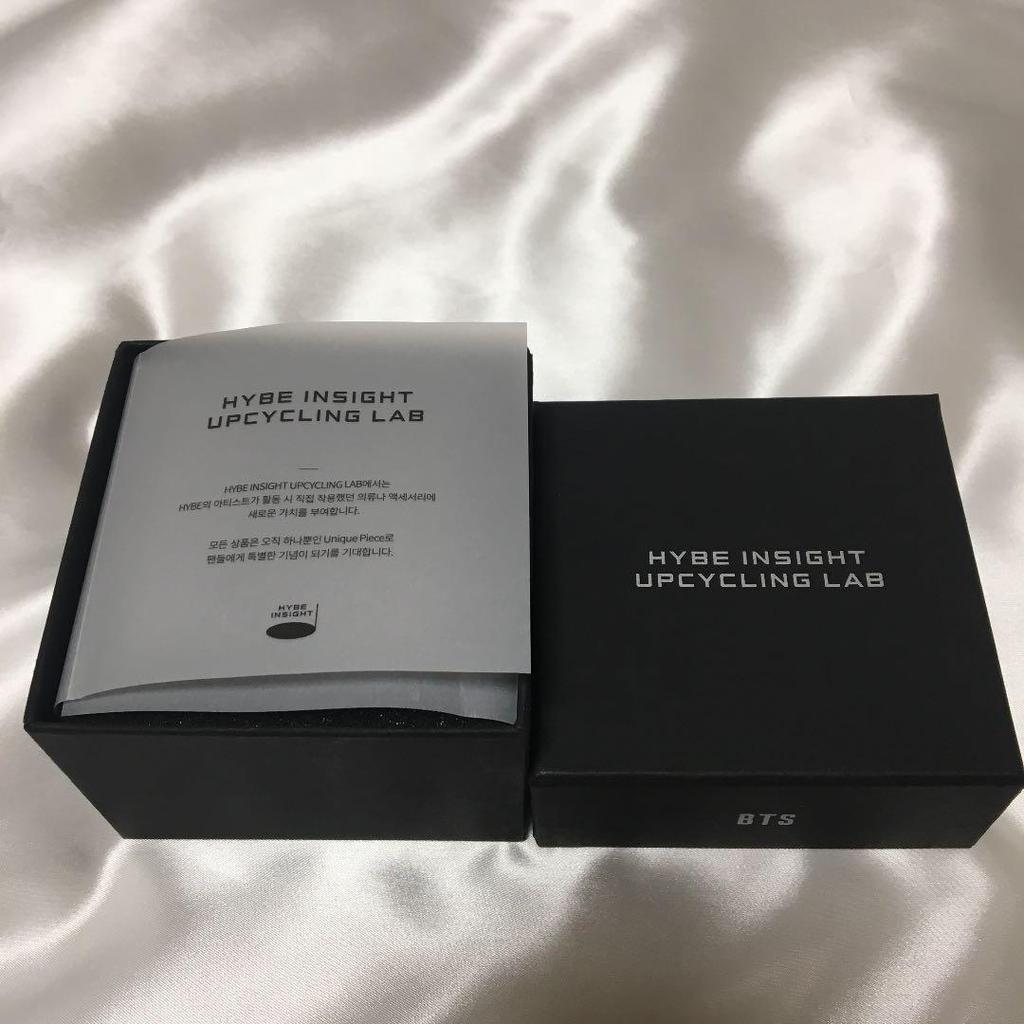 HYBE INSIGHT
UPCYCLING LAB
HYBE INSIGHT UPCYCLING LAB에서는
HYBE의 아티스트가 활동 시 직접 착용했던 의류나 액세서리에
새로운 가치를 부여합니다.
모든 상품은 오직 하나뿐인 Unique Piece로
팬들에게 특별한 기념이 되기를 기대합니다.
HYBE
INSIGHT
HYBE INSIGHT
UPCYCLING LAB
BTS